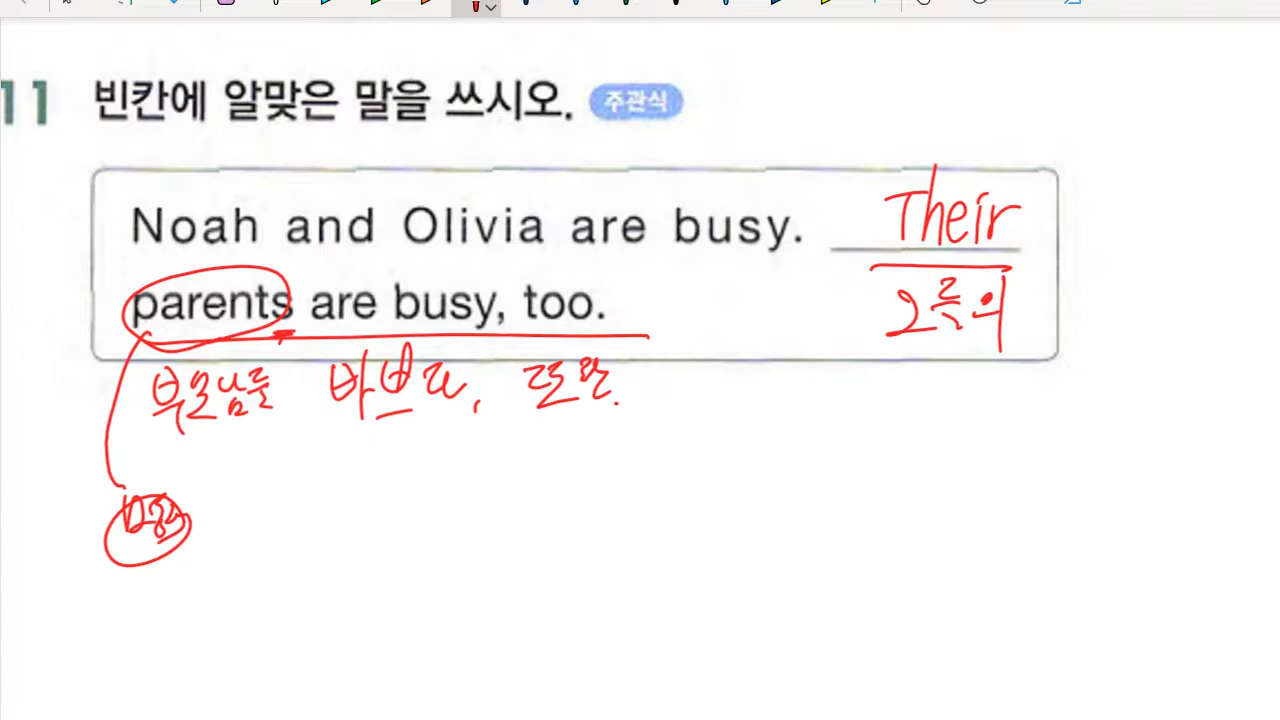 11 빈칸에 알맞은 말을 쓰시오. 주관식
Noah and Olivia are busy. Their
parents are busy, too.
그들의
부모님들 바쁘다, 또한.